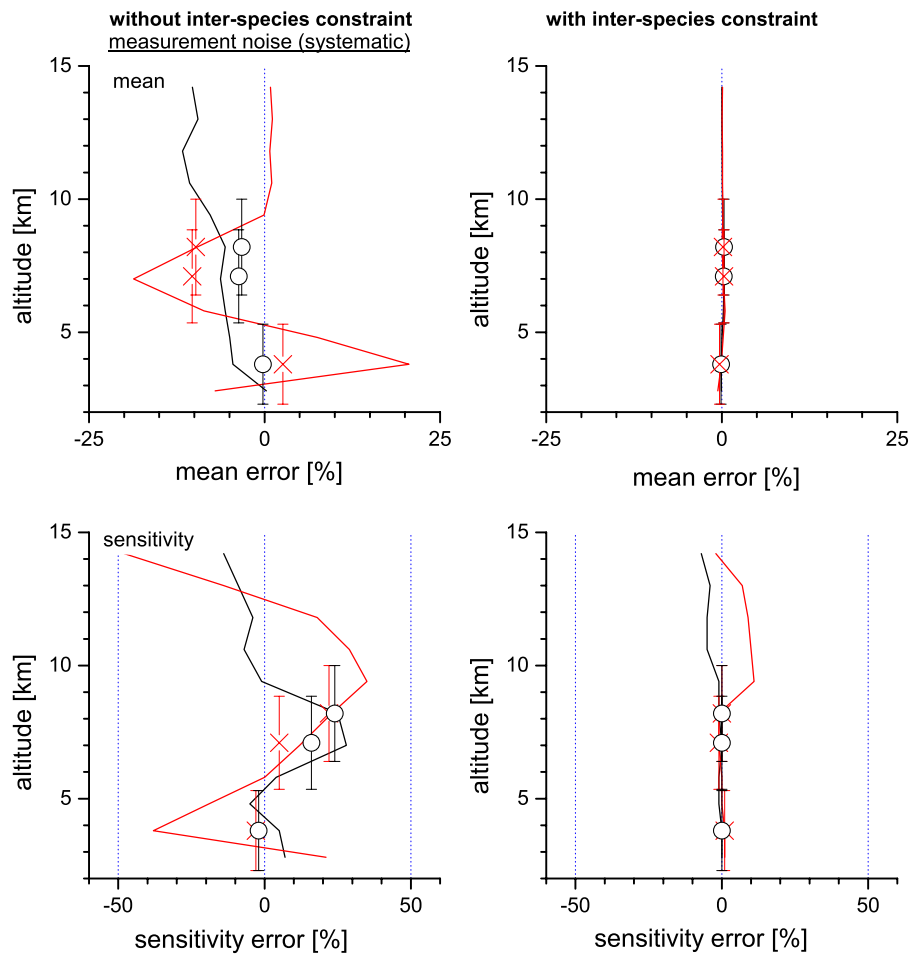 without inter-species constraint
with inter-species constraint
measurement noise (systematic)
mean
15
10
5
altitude [km]
-25
0
25
mean error [%]
15
10
5
altitude [km]
-25
0
25
mean error [%]
sensitivity
15
10
5
altitude [km]
-50
0
50
sensitivity error [%]
15
10
5
altitude [km]
-50
0
50
sensitivity error [%]